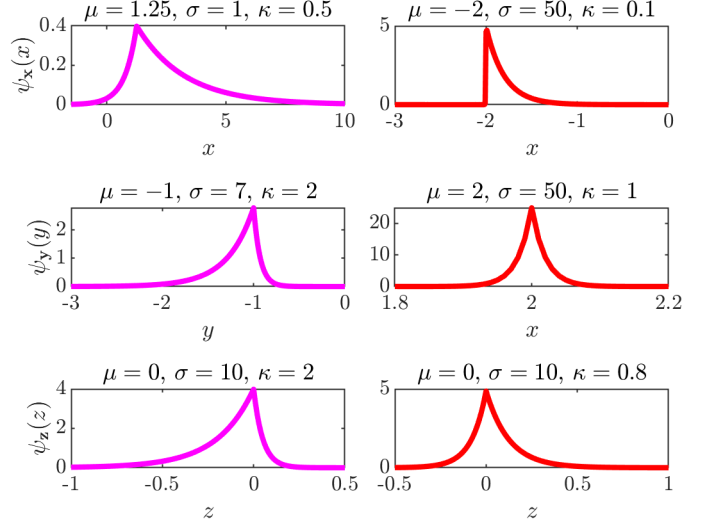 μ = 1.25, σ = 1, κ = 0.5
ψ_x(x)
0.4
0.2
0
0 5 10
x
μ = −2, σ = 50, κ = 0.1
5
0
-3 -2 -1 0
x
μ = −1, σ = 7, κ = 2
ψ_y(y)
2
1
0
-3 -2 -1 0
y
μ = 2, σ = 50, κ = 1
20
10
0
1.8 2 2.2
x
μ = 0, σ = 10, κ = 2
ψ_z(z)
4
2
0
-1 -0.5 0 0.5
z
μ = 0, σ = 10, κ = 0.8
5
0
-0.5 0 0.5 1
z